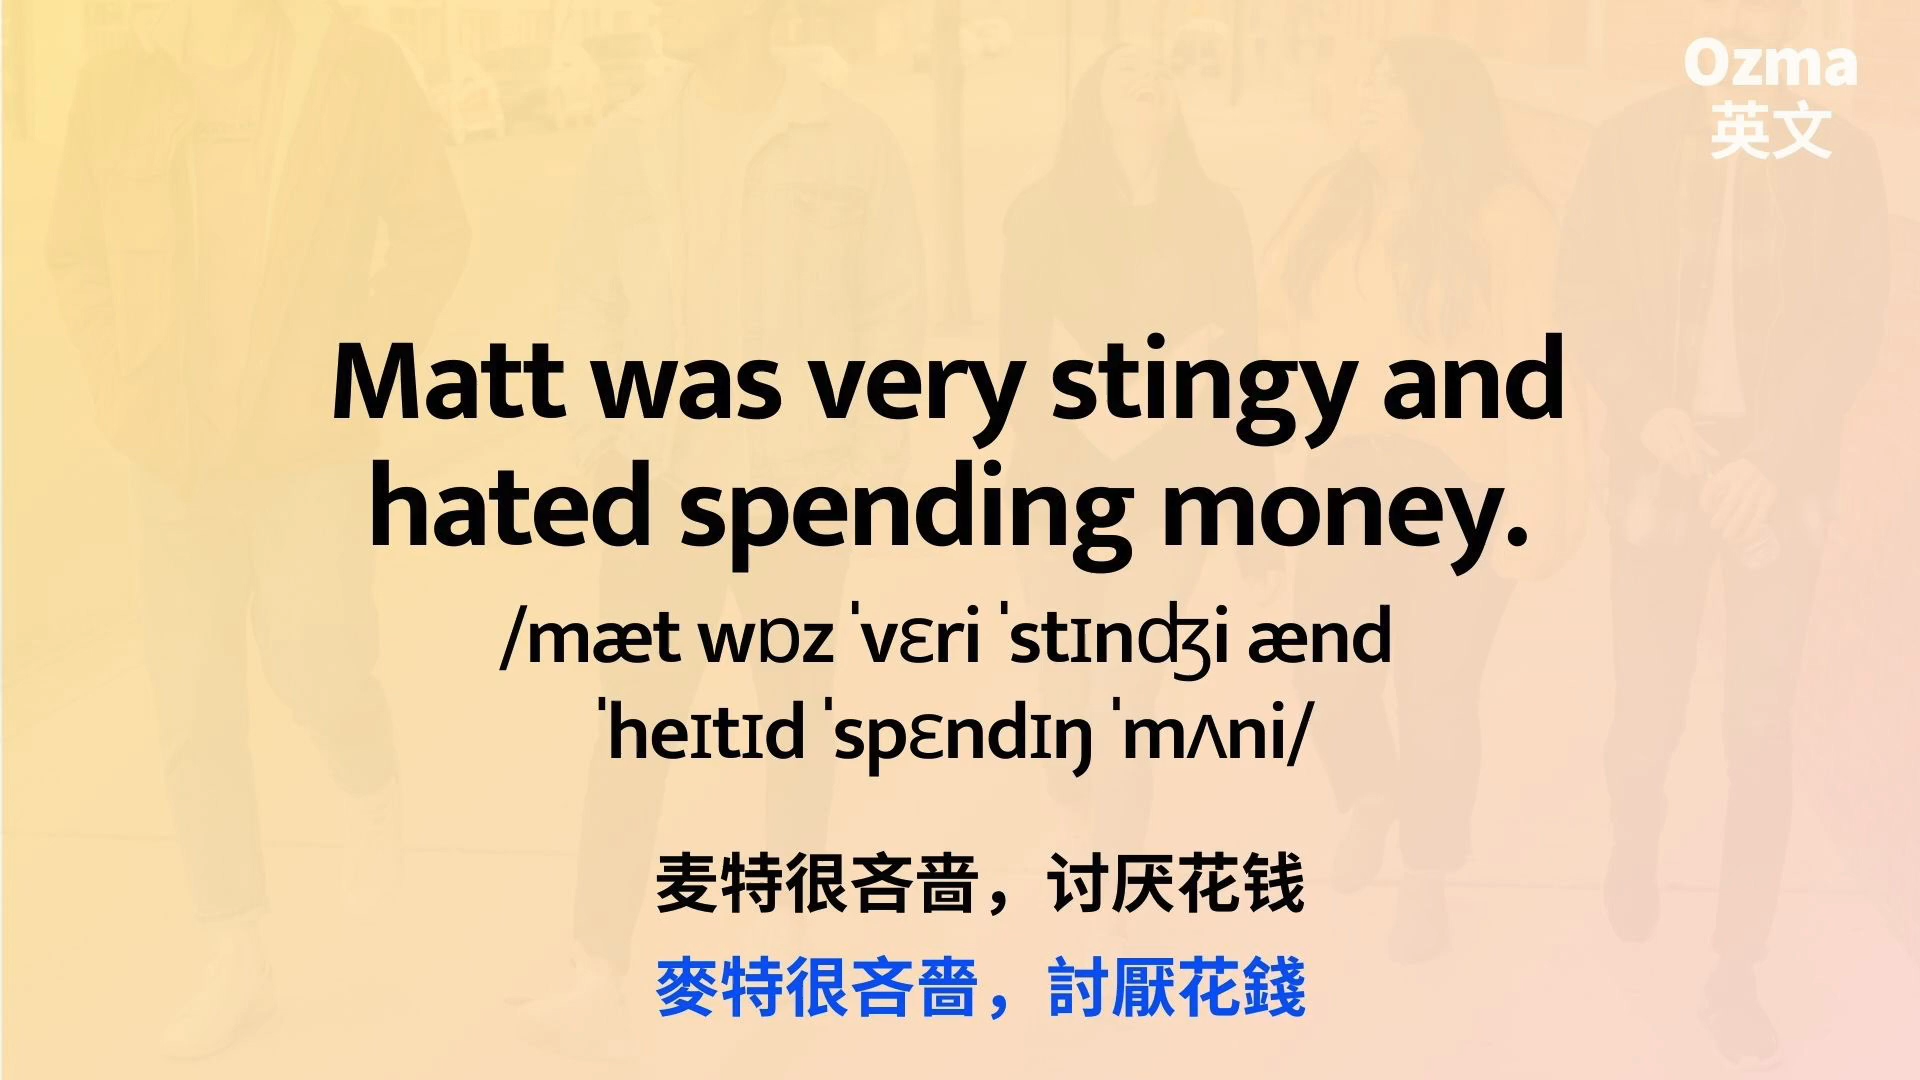 Ozma
英文
Matt was very stingy and
hated spending money.
/mæt wɒz ˈvɛri ˈstɪnʤi ænd
ˈheɪtɪd ˈspɛndɪŋ ˈmʌni/
麦特很吝啬，讨厌花钱
麥特很吝嗇，討厭花錢